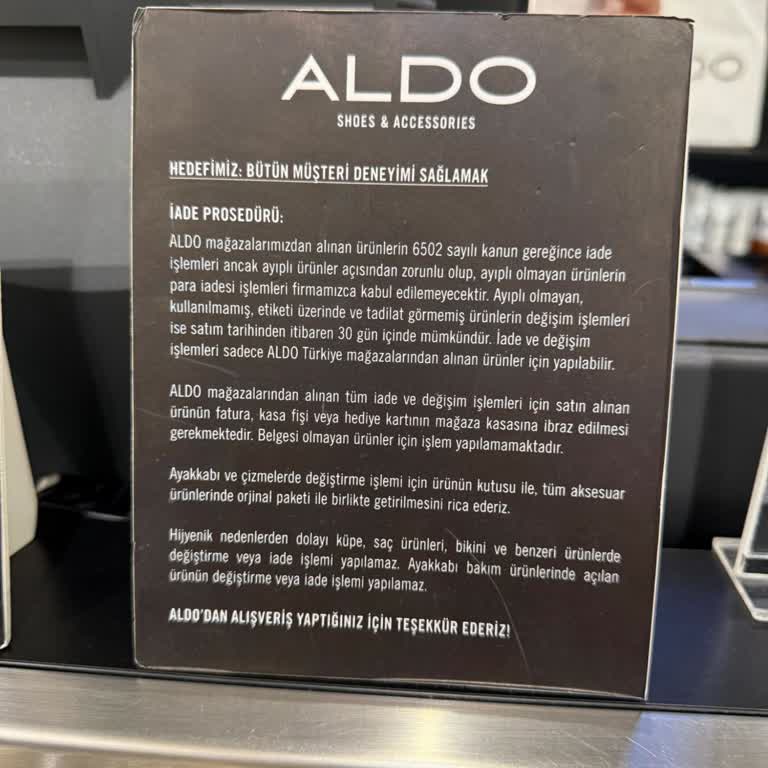 ALDO
SHOES & ACCESSORIES
HEDEFİMİZ: BÜTÜN MÜŞTERİ DENEYİMİ SAĞLAMAK
İADE PROSEDÜRÜ:
ALDO mağazalarımızdan alınan ürünlerin 6502 sayılı kanun gereğince iade
işlemleri ancak ayıplı ürünler açısından zorunlu olup, ayıplı olmayan ürünlerin
para iadesi işlemleri firmamızca kabul edilemeyecektir. Ayıplı olmayan,
kullanılmamış, etiketi üzerinde ve tadilat görmemiş ürünlerin değişim işlemleri
ise satım tarihinden itibaren 30 gün içinde mümkündür. İade ve değişim
işlemleri sadece ALDO Türkiye mağazalarından alınan ürünler için yapılabilir.
ALDO mağazalarından alınan tüm iade ve değişim işlemleri için satın alınan
ürünün fatura, kasa fişi veya hediye kartının mağaza kasasına ibraz edilmesi
gerekmektedir. Belgesi olmayan ürünler için işlem yapılamamaktadır.
Ayakkabı ve çizmelerde değiştirme işlemi için ürünün kutusu ile, tüm aksesuar
ürünlerinde orjinal paketi ile birlikte getirilmesini rica ederiz.
Hijyenik nedenlerden dolayı küpe, saç ürünleri, bikini ve benzeri ürünlerde
değiştirme veya iade işlemi yapılamaz. Ayakkabı bakım ürünlerinde açılan
ürünün değiştirme veya iade işlemi yapılamaz.
ALDO'DAN ALIŞVERİŞ YAPTIĞINIZ İÇİN TEŞEKKÜR EDERİZ!